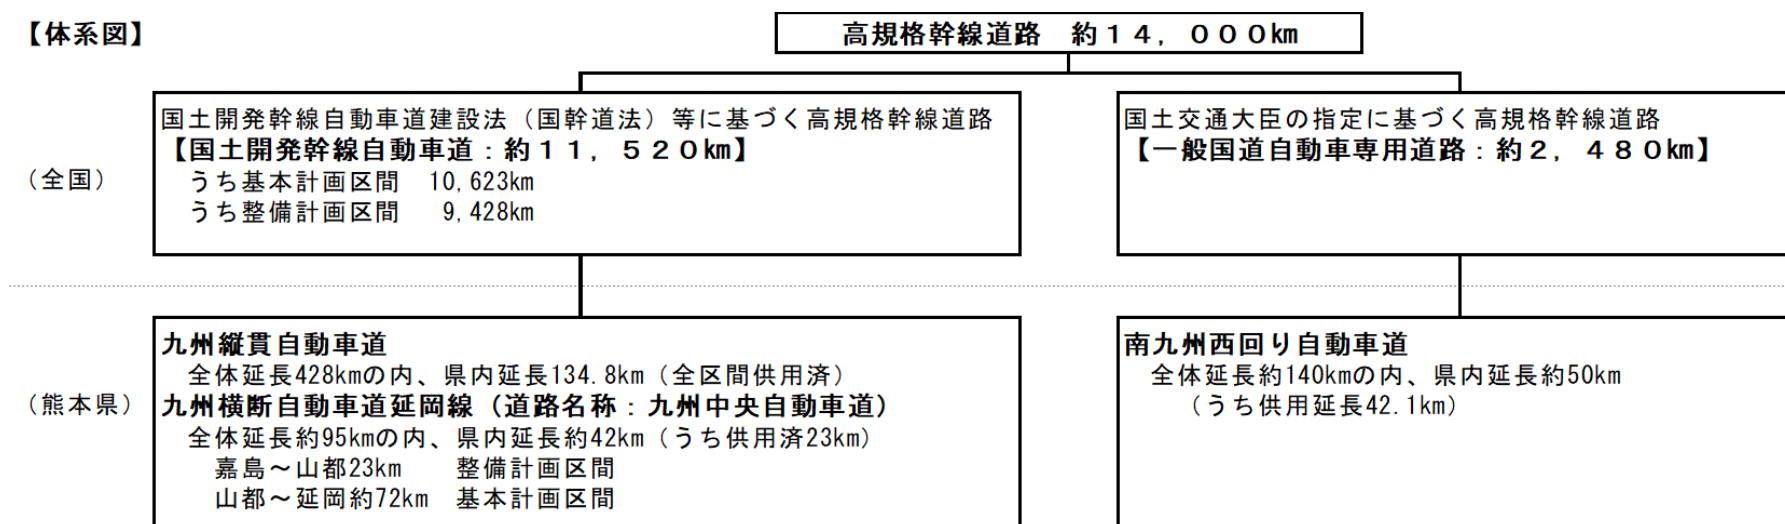 【体系図】
高規格幹線道路 約１４，０００㎞
国土開発幹線自動車道建設法（国幹道法）等に基づく高規格幹線道路
【国土開発幹線自動車道：約１１，５２０㎞】
（全国）
うち基本計画区間 10,623km
うち整備計画区間 9,428km
国土交通大臣の指定に基づく高規格幹線道路
【一般国道自動車専用道路：約２，４８０㎞】
九州縦貫自動車道
全体延長428kmの内、県内延長134.8km（全区間供用済）
（熊本県）
九州横断自動車道延岡線（道路名称：九州中央自動車道）
全体延長約95kmの内、県内延長約42km（うち供用済23km）
嘉島～山都23km 整備計画区間
山都～延岡約72km 基本計画区間
南九州西回り自動車道
全体延長約140kmの内、県内延長約50km
（うち供用延長42.1km）